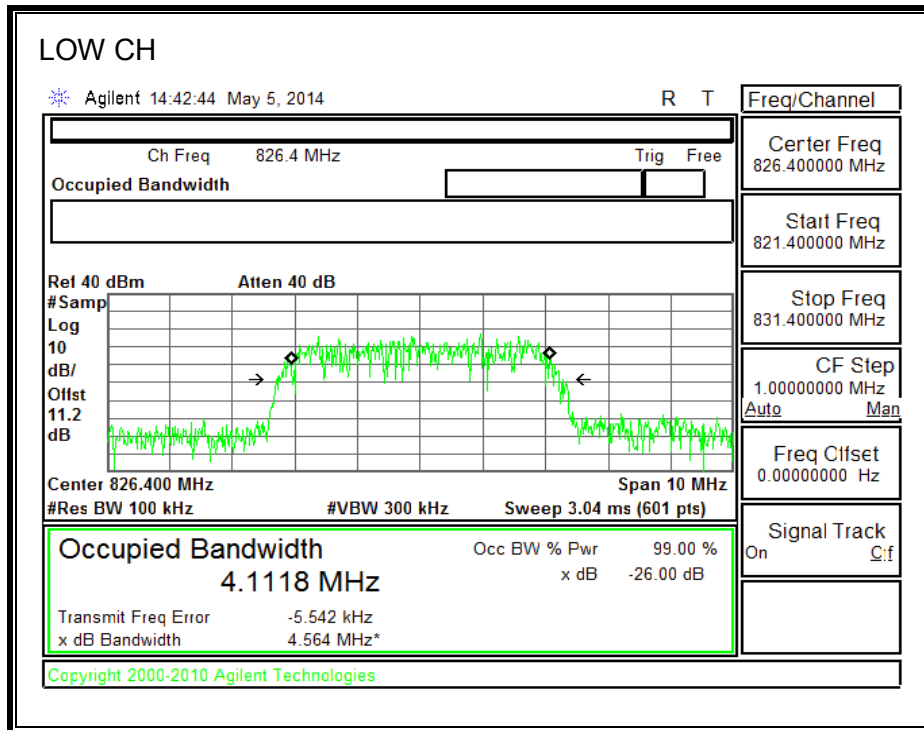 LOW CH
Agilent 14:42:44 May 5, 2014 R T
Ch Freq 826.4 MHz Trig Free
Occupied Bandwidth
Ref 40 dBm Atten 40 dB
#Samp
Log
10
dB/
Offst
11.2
dB
Center 826.400 MHz Span 10 MHz
#Res BW 100 kHz #VBW 300 kHz Sweep 3.04 ms (601 pts)
Occupied Bandwidth
4.1118 MHz
Occ BW % Pwr 99.00 %
x dB -26.00 dB
Transmit Freq Error -5.542 kHz
x dB Bandwidth 4.564 MHz*
Copyright 2000-2010 Agilent Technologies
Freq/Channel
Center Freq
826.400000 MHz
Start Freq
821.400000 MHz
Stop Freq
831.400000 MHz
CF Step
1.00000000 MHz
Auto Man
Freq Offset
0.00000000 Hz
Signal Track
On Off